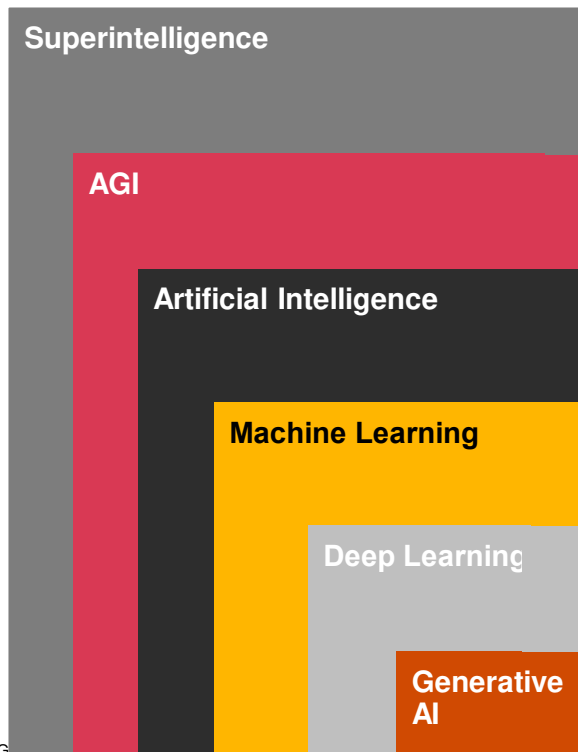 Superintelligence
AGI
Artificial Intelligence
Machine Learning
Deep Learning
Generative
AI
G